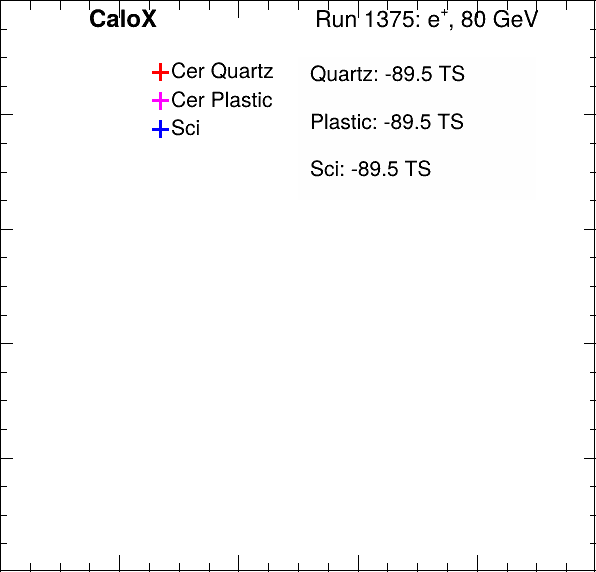 CaloX Run 1375: e+, 80 GeV
Cer Quartz
Cer Plastic
Sci
Quartz: -89.5 TS
Plastic: -89.5 TS
Sci: -89.5 TS